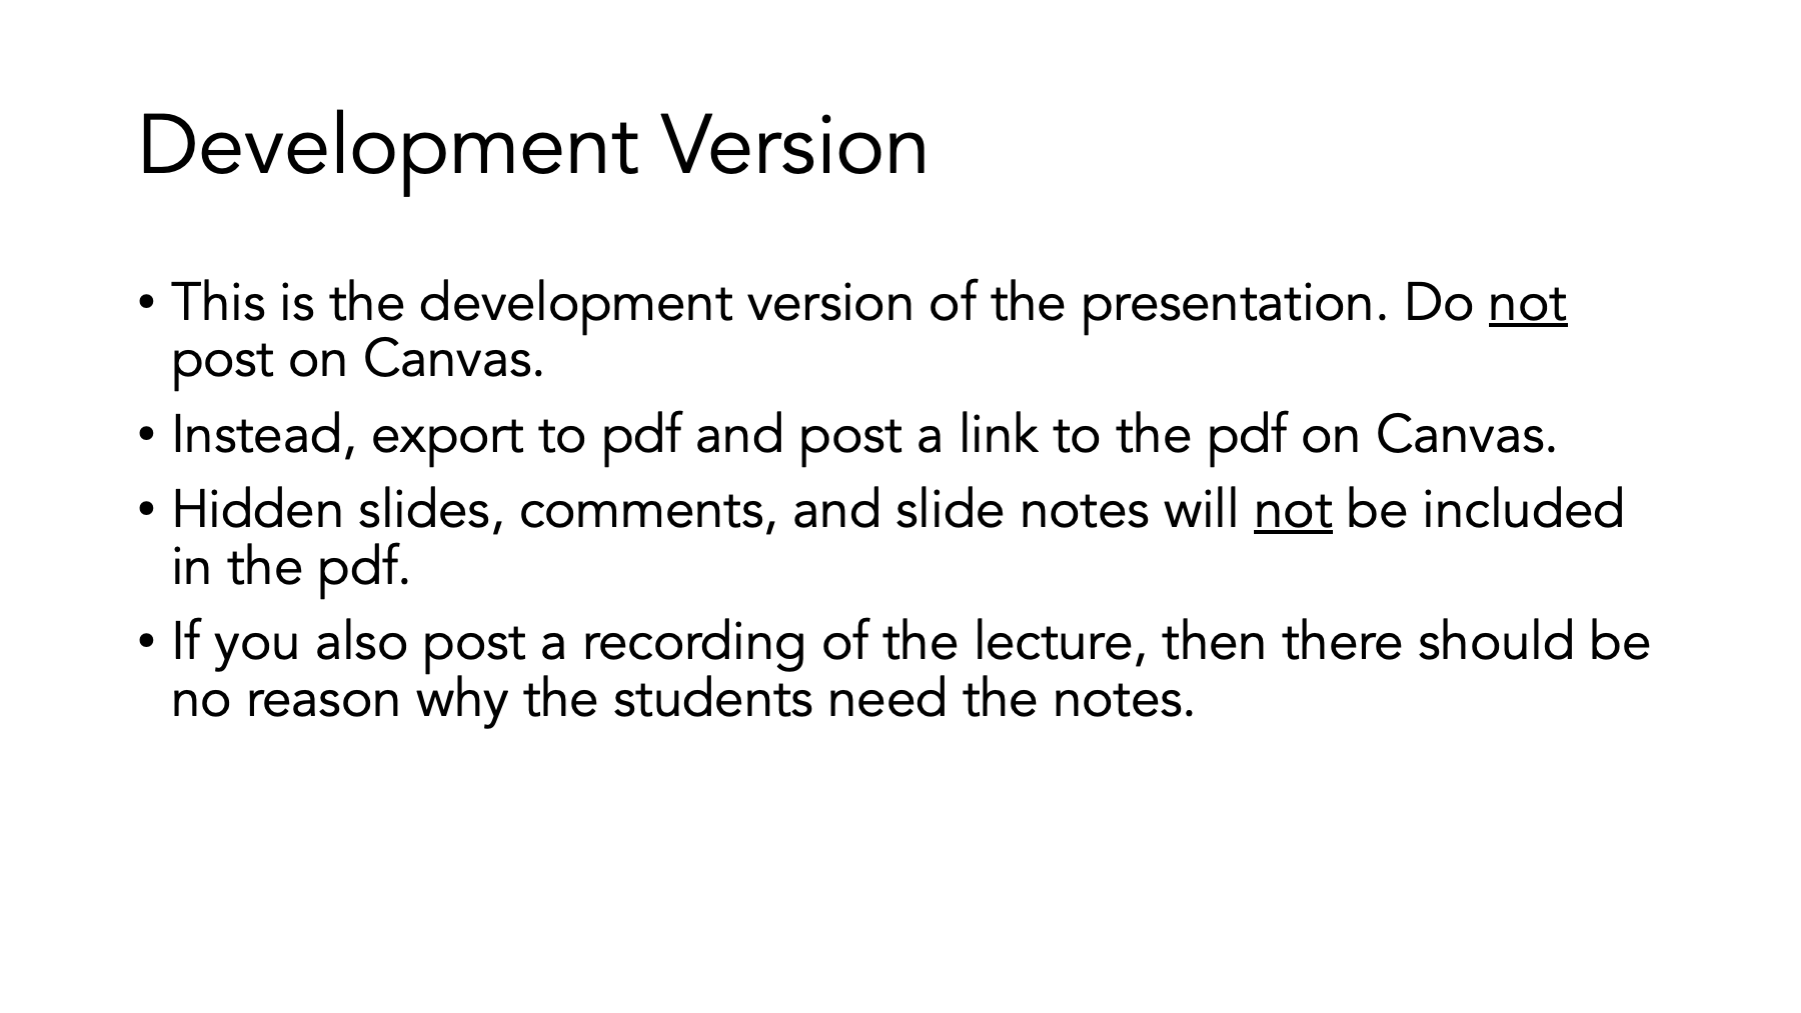 Development Version
• This is the development version of the presentation. Do not
post on Canvas.
• Instead, export to pdf and post a link to the pdf on Canvas.
• Hidden slides, comments, and slide notes will not be included
in the pdf.
• If you also post a recording of the lecture, then there should be
no reason why the students need the notes.